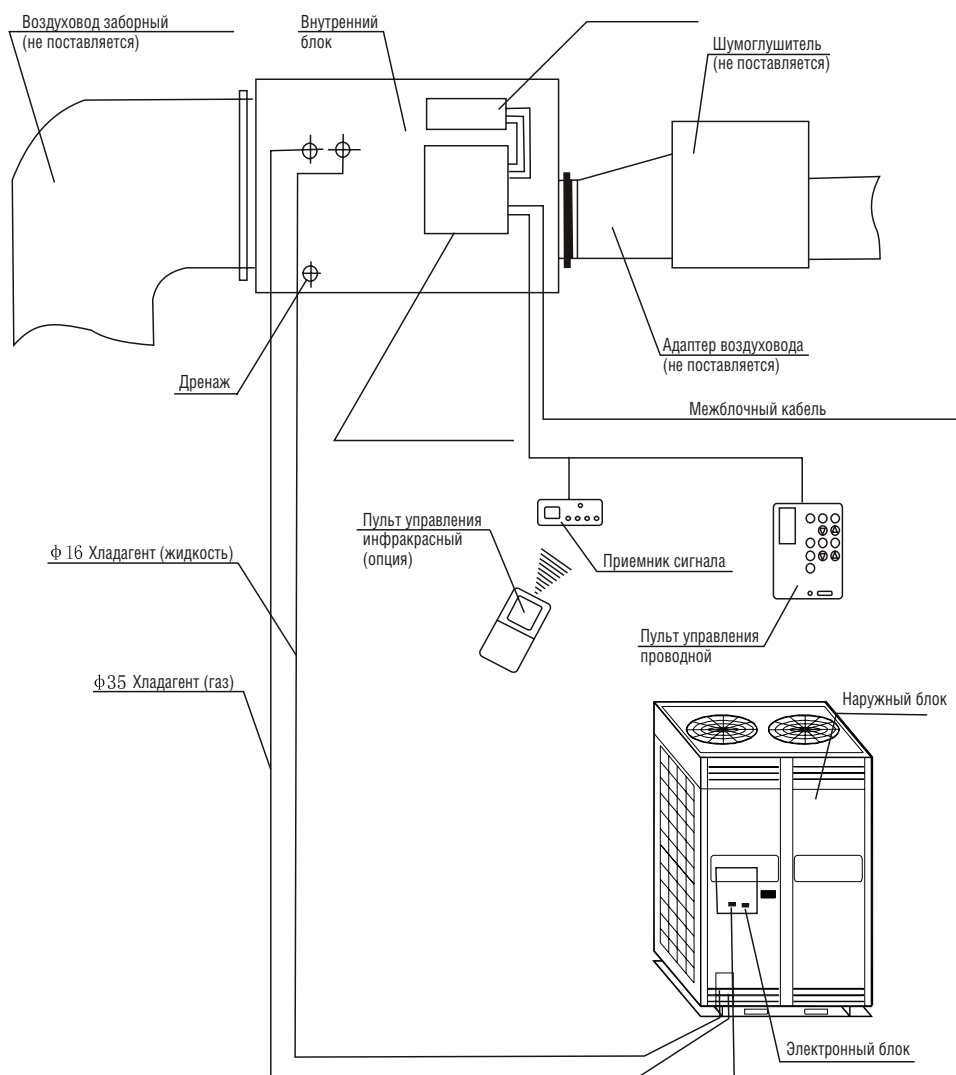 Воздуховод заборный
(не поставляется)
Внутренний
блок
Шумоглушитель
(не поставляется)
Адаптер воздуховода
(не поставляется)
Дренаж
Межблочный кабель
Пульт управления
инфракрасный
(опция)
ф 16 Хладагент (жидкость)
Приемник сигнала
Пульт управления
проводной
ф35 Хладагент (газ)
Наружный блок
Электронный блок